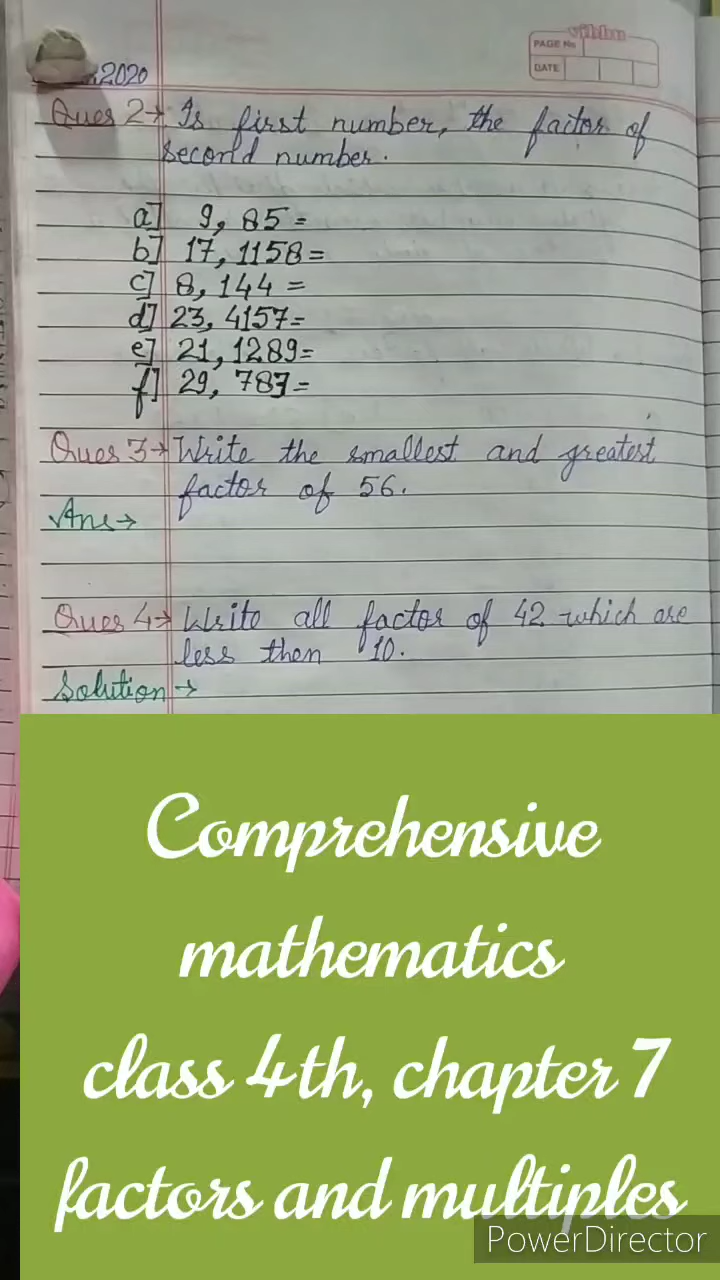 vibhu
PAGE No
DATE
2020
Ques 2→ Is first number, the factor of
second number.
a] 9, 85 =
b] 17, 1158 =
c] 8, 144 =
d] 23, 4157=
e] 21, 1289=
f] 29, 787=
Ques 3→ Write the smallest and greatest
factor of 56.
Ans→
Ques 4→ Write all factor of 42 which are
less then 10.
Solution→
Comprehensive
mathematics
class 4th, chapter 7
factors and multiples
PowerDirector